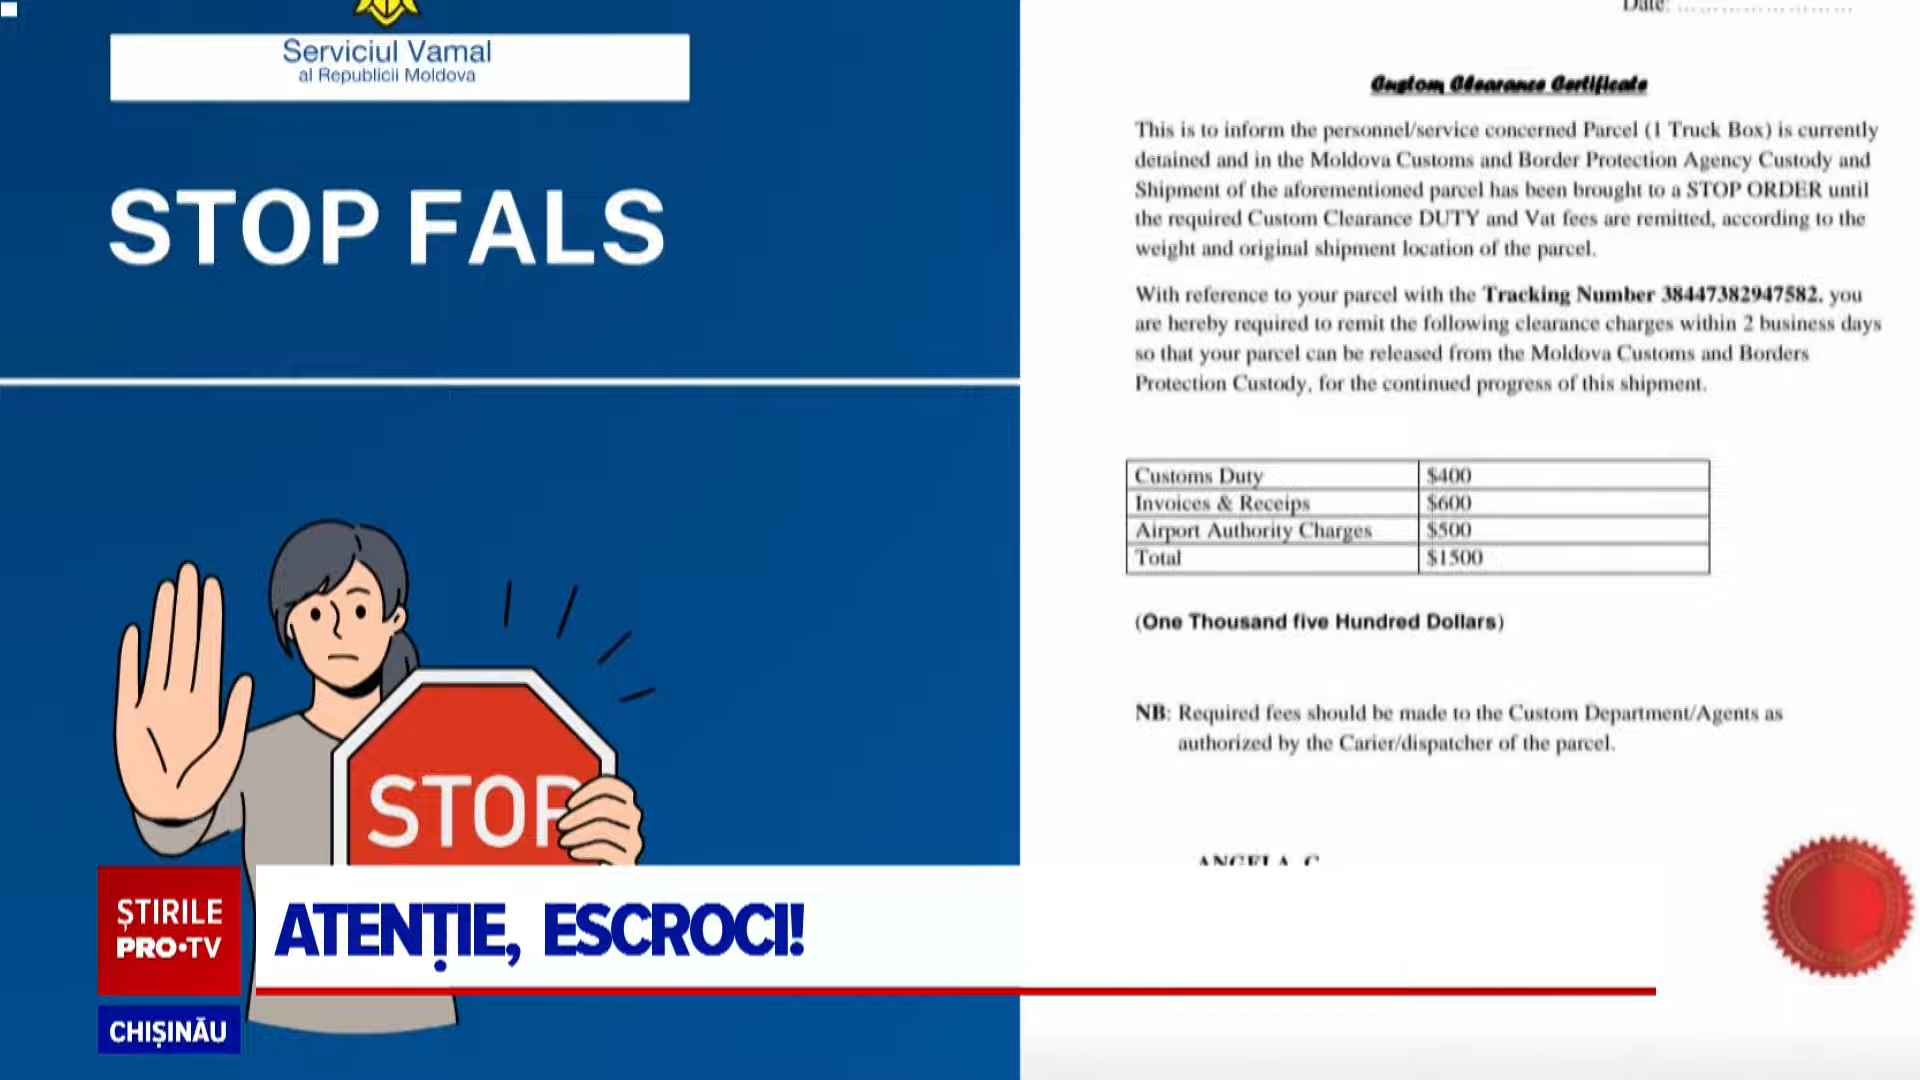 Serviciul Vamal
al Republicii Moldova
STOP FALS
STOP
Date: ........................
Custom Clearance Certificate
This is to inform the personnel/service concerned Parcel (1 Truck Box) is currently
detained and in the Moldova Customs and Border Protection Agency Custody and
Shipment of the aforementioned parcel has been brought to a STOP ORDER until
the required Custom Clearance DUTY and Vat fees are remitted, according to the
weight and original shipment location of the parcel.
With reference to your parcel with the Tracking Number 38447382947582, you
are hereby required to remit the following clearance charges within 2 business days
so that your parcel can be released from the Moldova Customs and Borders
Protection Custody, for the continued progress of this shipment.
Customs Duty $400
Invoices & Receips $600
Airport Authority Charges $500
Total $1500
(One Thousand five Hundred Dollars)
NB: Required fees should be made to the Custom Department/Agents as
authorized by the Carier/dispatcher of the parcel.
ANGELA C
ȘTIRILE
PRO•TV
ATENȚIE, ESCROCI!
CHIȘINĂU